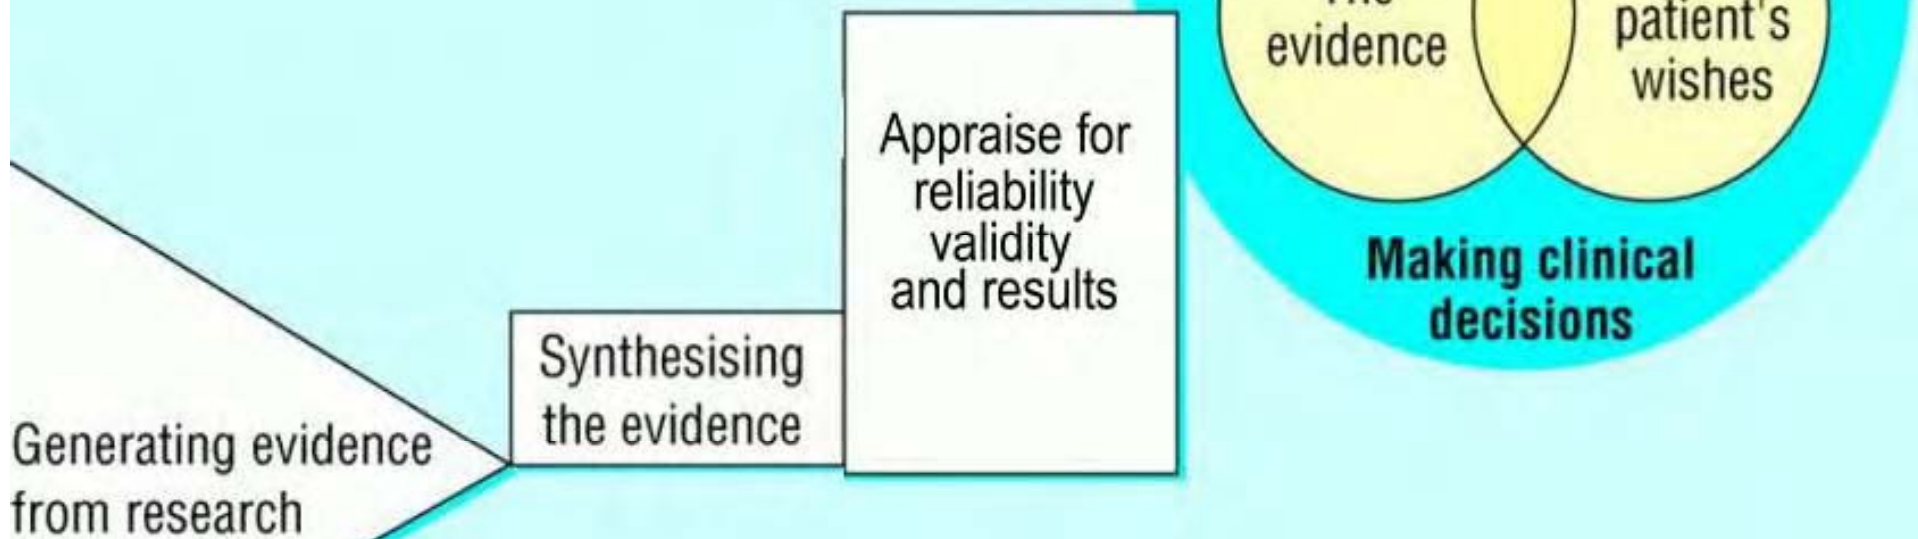 evidence
patient's
wishes
Appraise for
reliability
validity
and results
Making clinical
decisions
Synthesising
the evidence
Generating evidence
from research